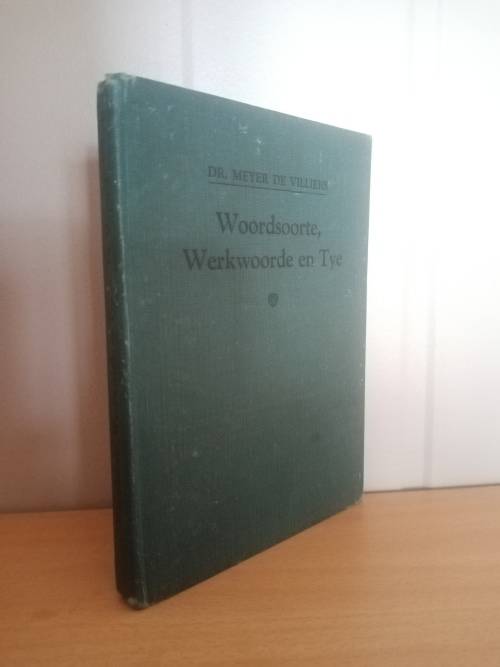 DR. MEYER DE VILLIERS
Woordsoorte,
Werkwoorde en Tye